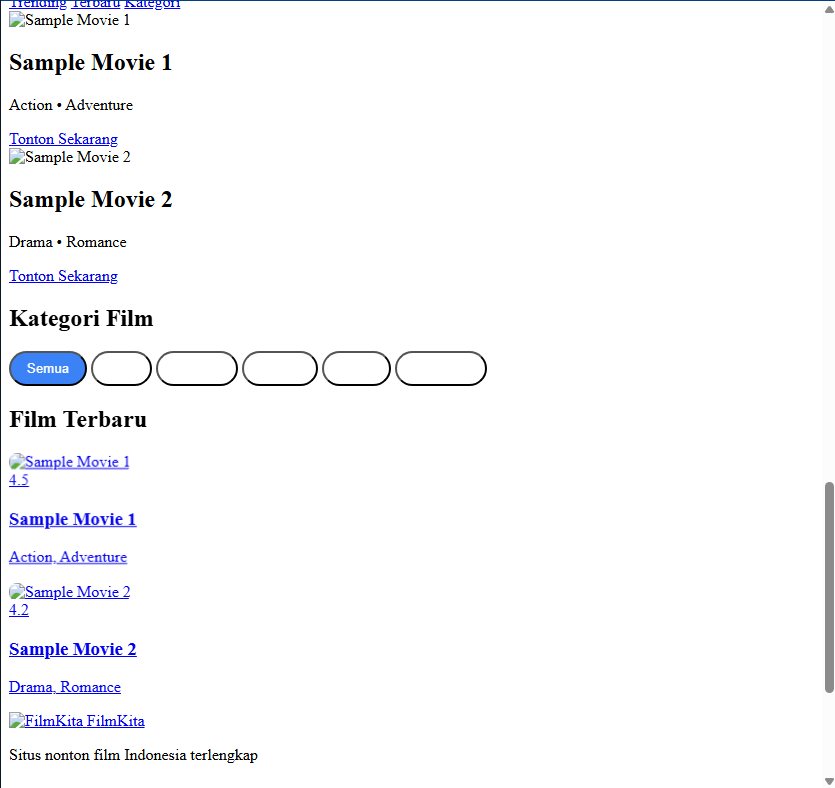 Trending Terbaru Kategori
Sample Movie 1
Sample Movie 1
Action • Adventure
Tonton Sekarang
Sample Movie 2
Sample Movie 2
Drama • Romance
Tonton Sekarang
Kategori Film
Semua
Film Terbaru
Sample Movie 1
4.5
Sample Movie 1
Action, Adventure
Sample Movie 2
4.2
Sample Movie 2
Drama, Romance
FilmKita FilmKita
Situs nonton film Indonesia terlengkap